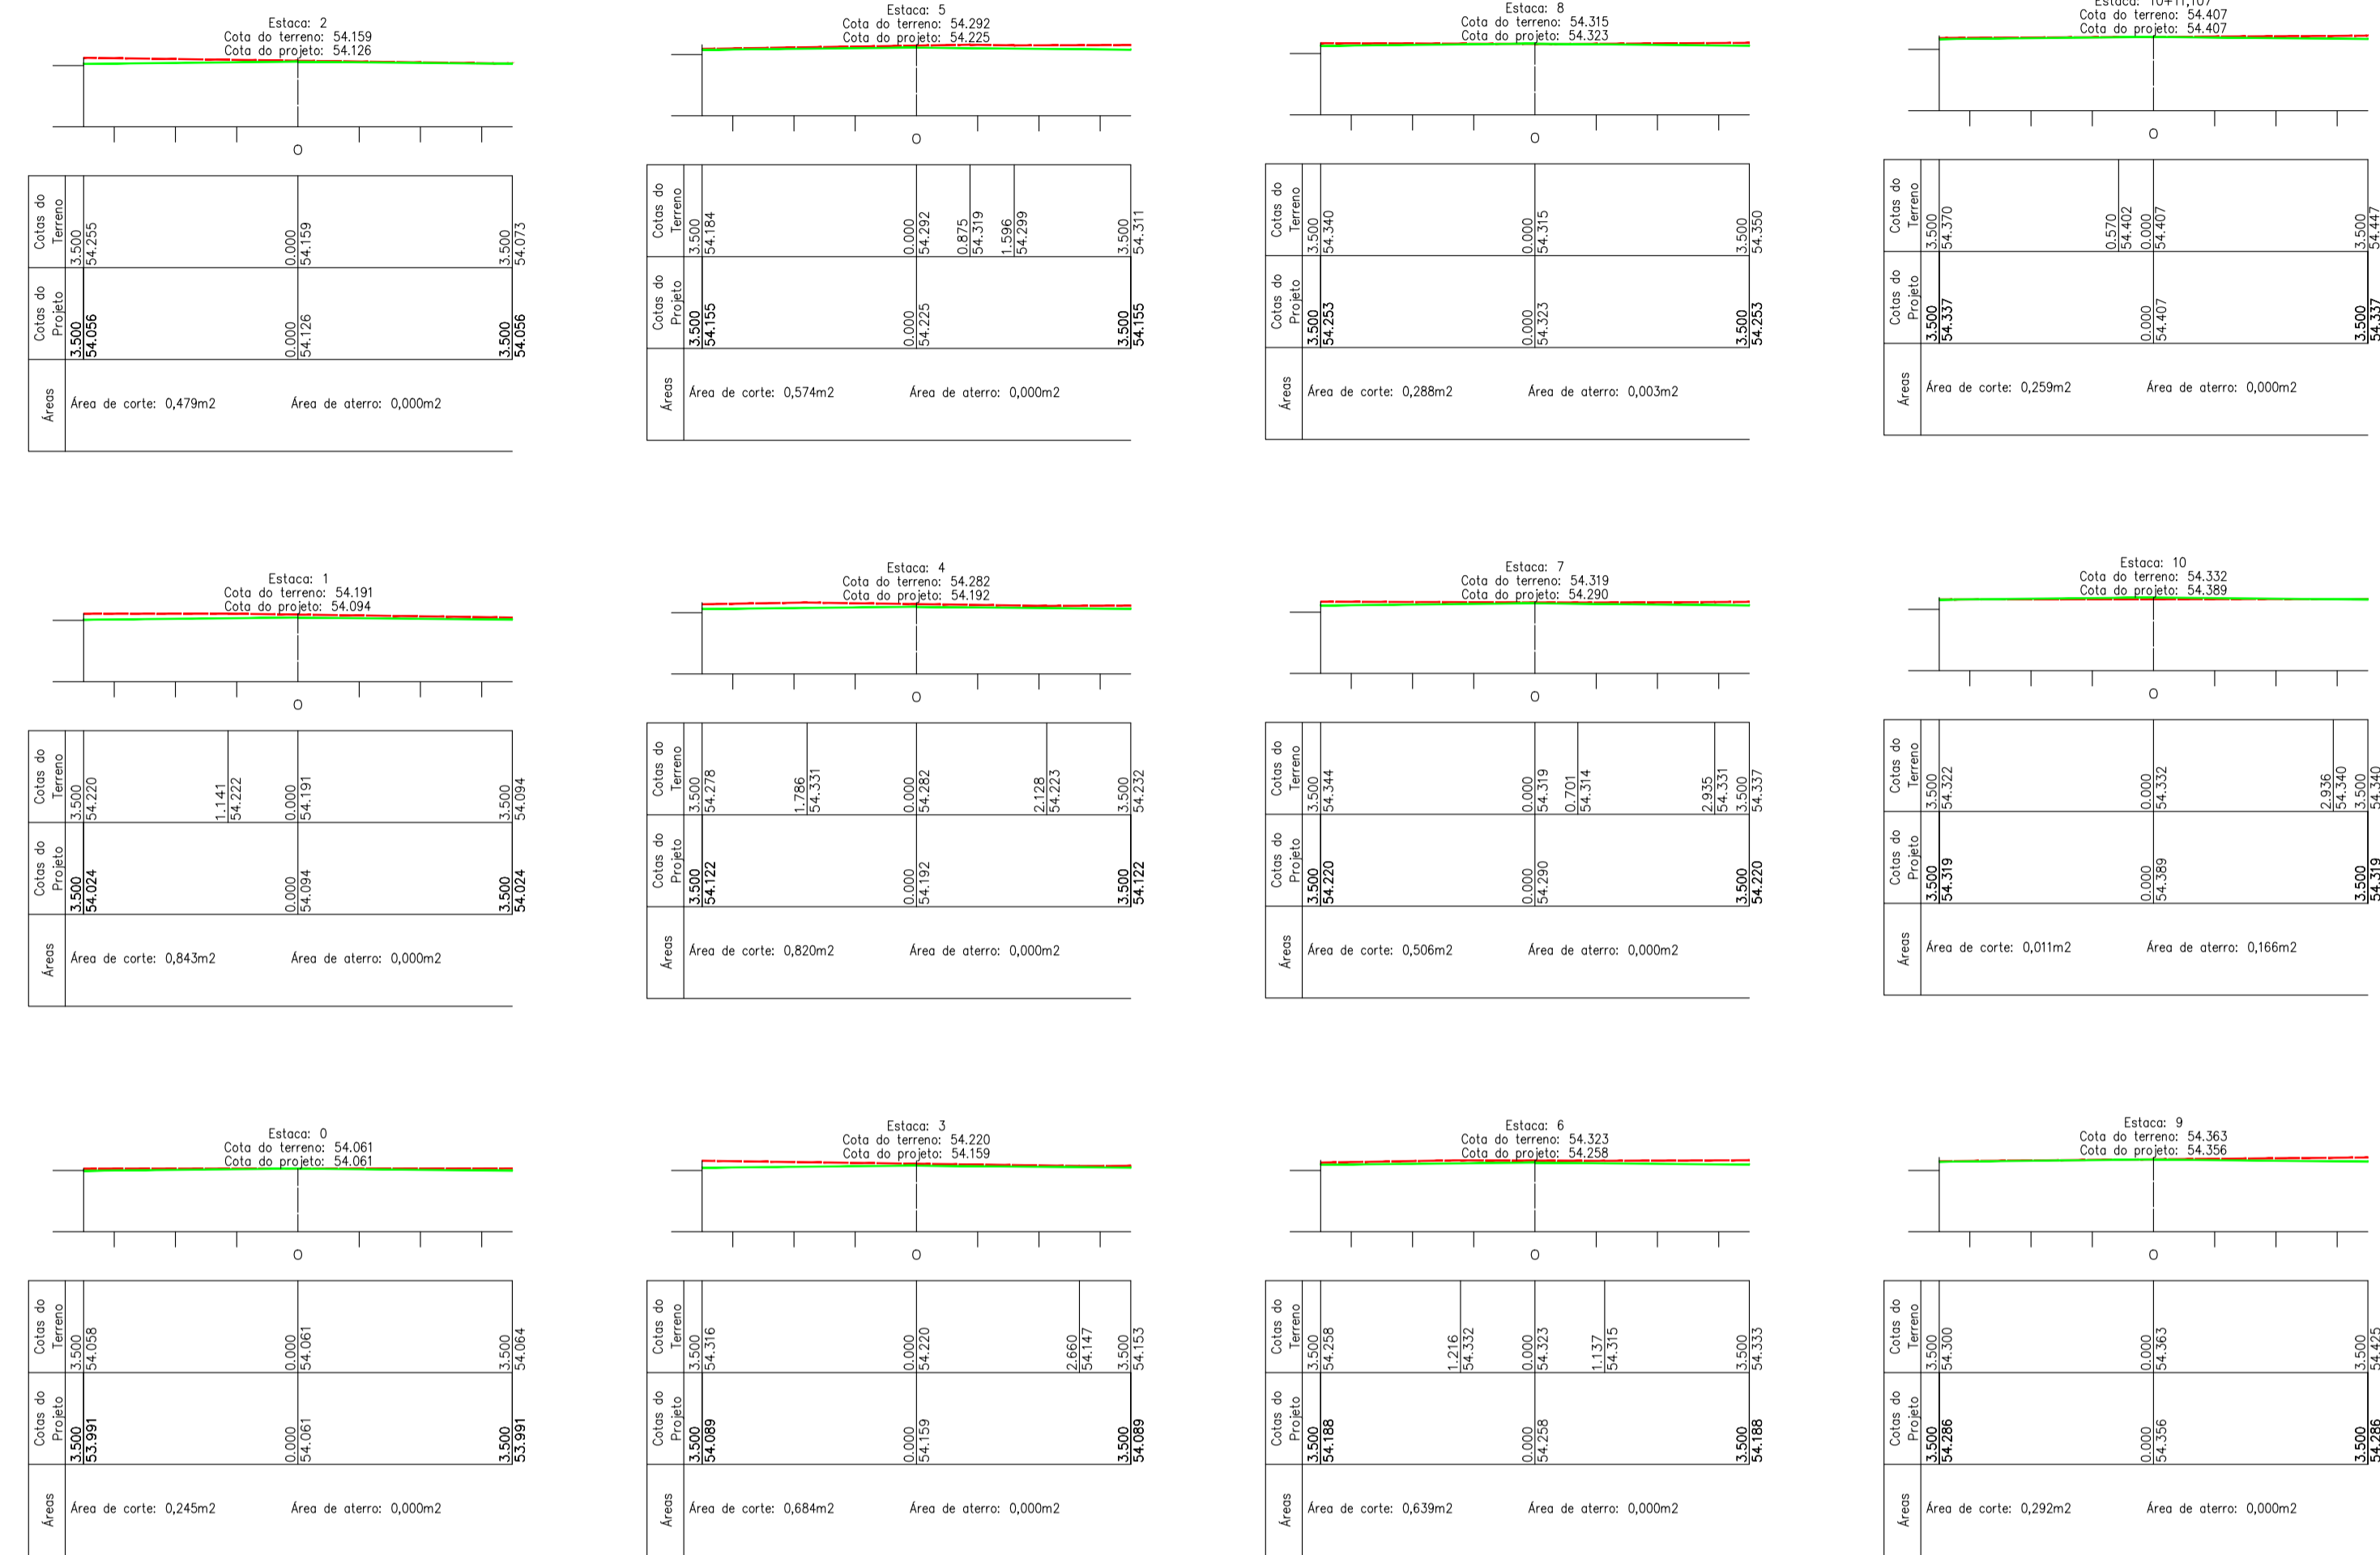 Estaca: 2
Cota do terreno: 54.159
Cota do projeto: 54.126
O
Cotas do
Terreno
3.500
54.255
0.000
54.159
3.500
54.073
Cotas do
Projeto
3.500
54.056
0.000
54.126
3.500
54.056
Áreas
Área de corte: 0,479m2
Área de aterro: 0,000m2
Estaca: 5
Cota do terreno: 54.292
Cota do projeto: 54.225
O
Cotas do
Terreno
3.500
54.184
0.000
54.292
0.875
54.319
1.596
54.299
3.500
54.311
Cotas do
Projeto
3.500
54.155
0.000
54.225
3.500
54.155
Áreas
Área de corte: 0,574m2
Área de aterro: 0,000m2
Estaca: 8
Cota do terreno: 54.315
Cota do projeto: 54.323
O
Cotas do
Terreno
3.500
54.340
0.000
54.315
3.500
54.350
Cotas do
Projeto
3.500
54.253
0.000
54.323
3.500
54.253
Áreas
Área de corte: 0,288m2
Área de aterro: 0,003m2
Estaca: 10+11,107
Cota do terreno: 54.407
Cota do projeto: 54.407
O
Cotas do
Terreno
3.500
54.370
0.570
54.402
0.000
54.407
3.500
54.447
Cotas do
Projeto
3.500
54.337
0.000
54.407
3.500
54.337
Áreas
Área de corte: 0,259m2
Área de aterro: 0,000m2
Estaca: 1
Cota do terreno: 54.191
Cota do projeto: 54.094
O
Cotas do
Terreno
3.500
54.220
1.141
54.222
0.000
54.191
3.500
54.094
Cotas do
Projeto
3.500
54.024
0.000
54.094
3.500
54.024
Áreas
Área de corte: 0,843m2
Área de aterro: 0,000m2
Estaca: 4
Cota do terreno: 54.282
Cota do projeto: 54.192
O
Cotas do
Terreno
3.500
54.278
1.786
54.331
0.000
54.282
2.128
54.223
3.500
54.232
Cotas do
Projeto
3.500
54.122
0.000
54.192
3.500
54.122
Áreas
Área de corte: 0,820m2
Área de aterro: 0,000m2
Estaca: 7
Cota do terreno: 54.319
Cota do projeto: 54.290
O
Cotas do
Terreno
3.500
54.344
0.000
54.319
0.701
54.314
2.935
54.331
3.500
54.337
Cotas do
Projeto
3.500
54.220
0.000
54.290
3.500
54.220
Áreas
Área de corte: 0,506m2
Área de aterro: 0,000m2
Estaca: 10
Cota do terreno: 54.332
Cota do projeto: 54.389
O
Cotas do
Terreno
3.500
54.322
0.000
54.332
2.936
54.340
3.500
54.340
Cotas do
Projeto
3.500
54.319
0.000
54.389
3.500
54.319
Áreas
Área de corte: 0,011m2
Área de aterro: 0,166m2
Estaca: 0
Cota do terreno: 54.061
Cota do projeto: 54.061
O
Cotas do
Terreno
3.500
54.058
0.000
54.061
3.500
54.064
Cotas do
Projeto
3.500
53.991
0.000
54.061
3.500
53.991
Áreas
Área de corte: 0,245m2
Área de aterro: 0,000m2
Estaca: 3
Cota do terreno: 54.220
Cota do projeto: 54.159
O
Cotas do
Terreno
3.500
54.316
0.000
54.220
2.660
54.147
3.500
54.153
Cotas do
Projeto
3.500
54.089
0.000
54.159
3.500
54.089
Áreas
Área de corte: 0,684m2
Área de aterro: 0,000m2
Estaca: 6
Cota do terreno: 54.323
Cota do projeto: 54.258
O
Cotas do
Terreno
3.500
54.258
1.216
54.332
0.000
54.323
1.137
54.315
3.500
54.333
Cotas do
Projeto
3.500
54.188
0.000
54.258
3.500
54.188
Áreas
Área de corte: 0,639m2
Área de aterro: 0,000m2
Estaca: 9
Cota do terreno: 54.363
Cota do projeto: 54.356
O
Cotas do
Terreno
3.500
54.300
0.000
54.363
3.500
54.425
Cotas do
Projeto
3.500
54.286
0.000
54.356
3.500
54.286
Áreas
Área de corte: 0,292m2
Área de aterro: 0,000m2